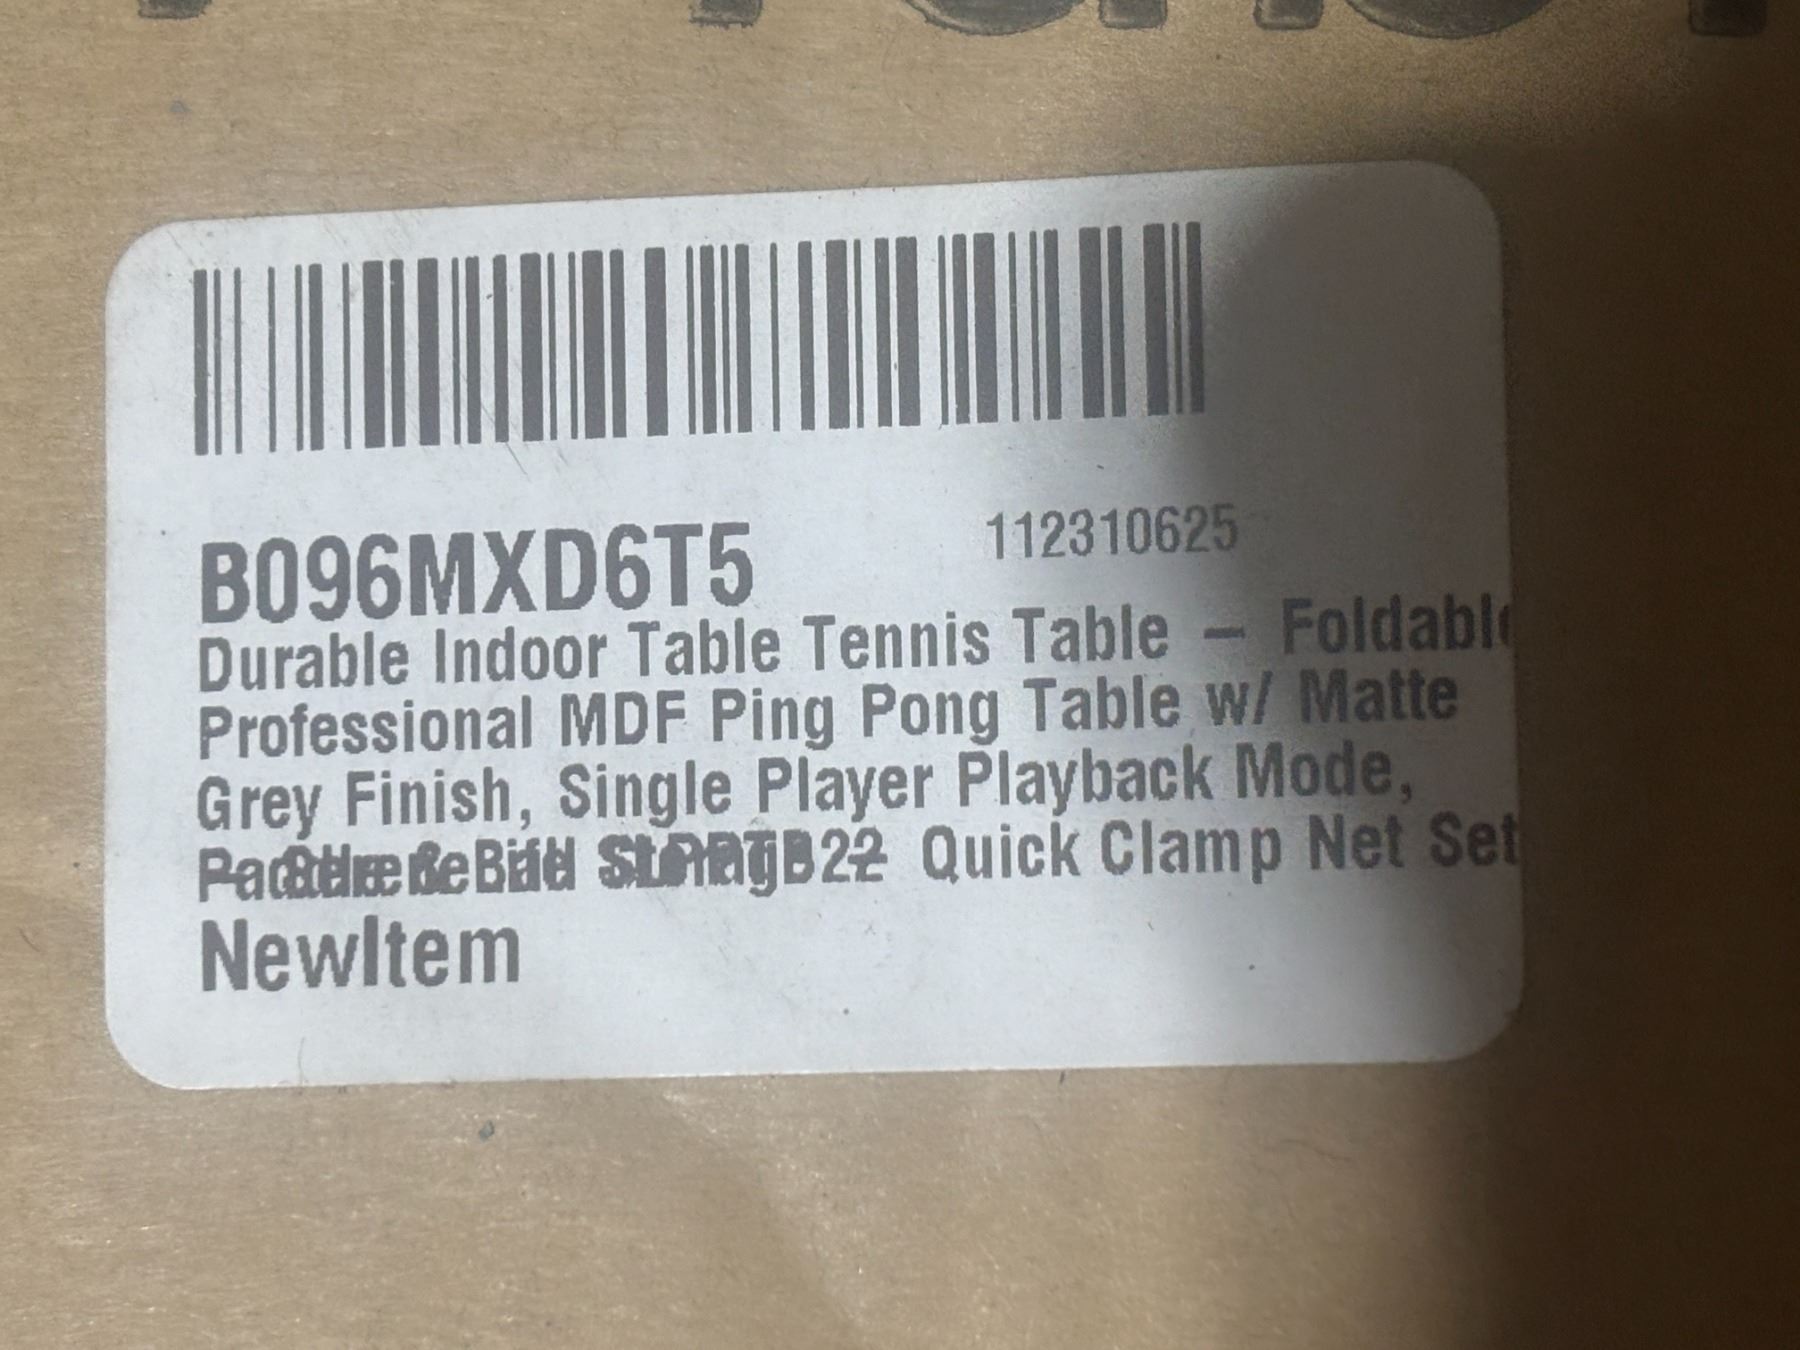 B096MXD6T5 112310625
Durable Indoor Table Tennis Table – Foldable
Professional MDF Ping Pong Table w/ Matte
Grey Finish, Single Player Playback Mode,
Quick Clamp Net Set
NewItem